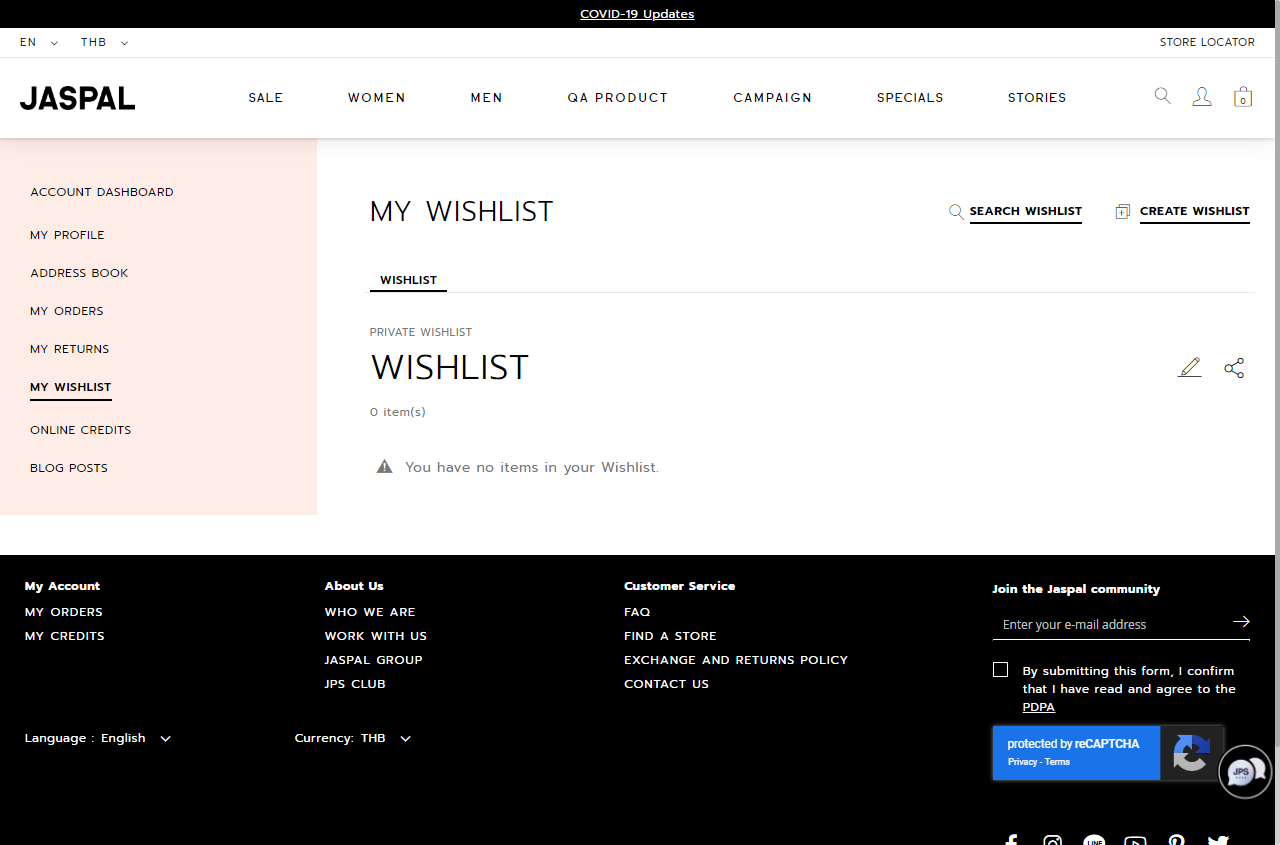 COVID-19 Updates
EN THB STORE LOCATOR
JASPAL SALE WOMEN MEN QA PRODUCT CAMPAIGN SPECIALS STORIES 0
ACCOUNT DASHBOARD
MY PROFILE
ADDRESS BOOK
MY ORDERS
MY RETURNS
MY WISHLIST
ONLINE CREDITS
BLOG POSTS
MY WISHLIST
SEARCH WISHLIST CREATE WISHLIST
WISHLIST
PRIVATE WISHLIST
WISHLIST
0 item(s)
You have no items in your Wishlist.
My Account
MY ORDERS
MY CREDITS
About Us
WHO WE ARE
WORK WITH US
JASPAL GROUP
JPS CLUB
Customer Service
FAQ
FIND A STORE
EXCHANGE AND RETURNS POLICY
CONTACT US
Join the Jaspal community
Enter your e-mail address
By submitting this form, I confirm
that I have read and agree to the
PDPA
Language : English Currency: THB
protected by reCAPTCHA
Privacy - Terms
JPS
LINE